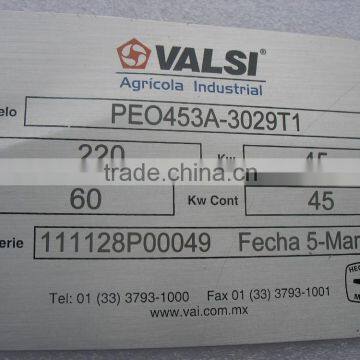 VALSI®
Agrícola Industrial
elo PEO453A-3029T1
220 Kw 45
trade.china.cn
60 Kw Cont 45
erie 111128P00049 Fecha 5-Mar
Tel: 01 (33) 3793-1000 Fax 01 (33) 3793-1001
www.vai.com.mx
HEC